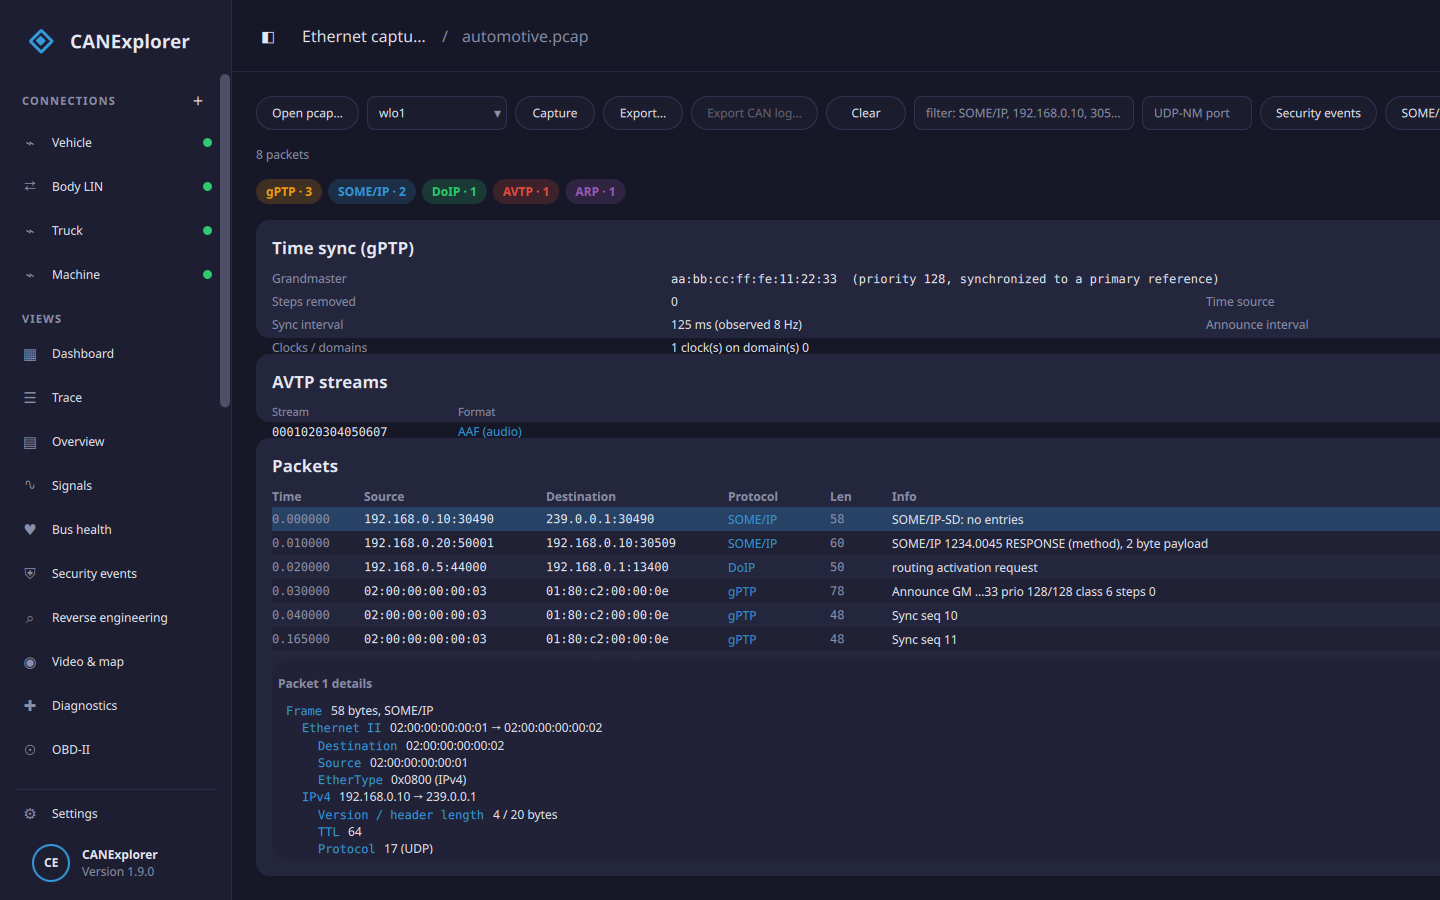 CANExplorer
Ethernet captu... / automotive.pcap
CONNECTIONS +
Vehicle
Body LIN
Truck
Machine
VIEWS
Dashboard
Trace
Overview
Signals
Bus health
Security events
Reverse engineering
Video & map
Diagnostics
OBD-II
Settings
CE
CANExplorer
Version 1.9.0
Open pcap... wlo1 Capture Export... Export CAN log... Clear filter: SOME/IP, 192.168.0.10, 305... UDP-NM port Security events SOME/
8 packets
gPTP · 3 SOME/IP · 2 DoIP · 1 AVTP · 1 ARP · 1
Time sync (gPTP)
Grandmaster aa:bb:cc:ff:fe:11:22:33 (priority 128, synchronized to a primary reference)
Steps removed 0 Time source
Sync interval 125 ms (observed 8 Hz) Announce interval
Clocks / domains 1 clock(s) on domain(s) 0
AVTP streams
Stream Format
0001020304050607 AAF (audio)
Packets
Time Source Destination Protocol Len Info
0.000000 192.168.0.10:30490 239.0.0.1:30490 SOME/IP 58 SOME/IP-SD: no entries
0.010000 192.168.0.20:50001 192.168.0.10:30509 SOME/IP 60 SOME/IP 1234.0045 RESPONSE (method), 2 byte payload
0.020000 192.168.0.5:44000 192.168.0.1:13400 DoIP 50 routing activation request
0.030000 02:00:00:00:00:03 01:80:c2:00:00:0e gPTP 78 Announce GM ...33 prio 128/128 class 6 steps 0
0.040000 02:00:00:00:00:03 01:80:c2:00:00:0e gPTP 48 Sync seq 10
0.165000 02:00:00:00:00:03 01:80:c2:00:00:0e gPTP 48 Sync seq 11
Packet 1 details
Frame 58 bytes, SOME/IP
Ethernet II 02:00:00:00:00:01 → 02:00:00:00:00:02
Destination 02:00:00:00:00:02
Source 02:00:00:00:00:01
EtherType 0x0800 (IPv4)
IPv4 192.168.0.10 → 239.0.0.1
Version / header length 4 / 20 bytes
TTL 64
Protocol 17 (UDP)